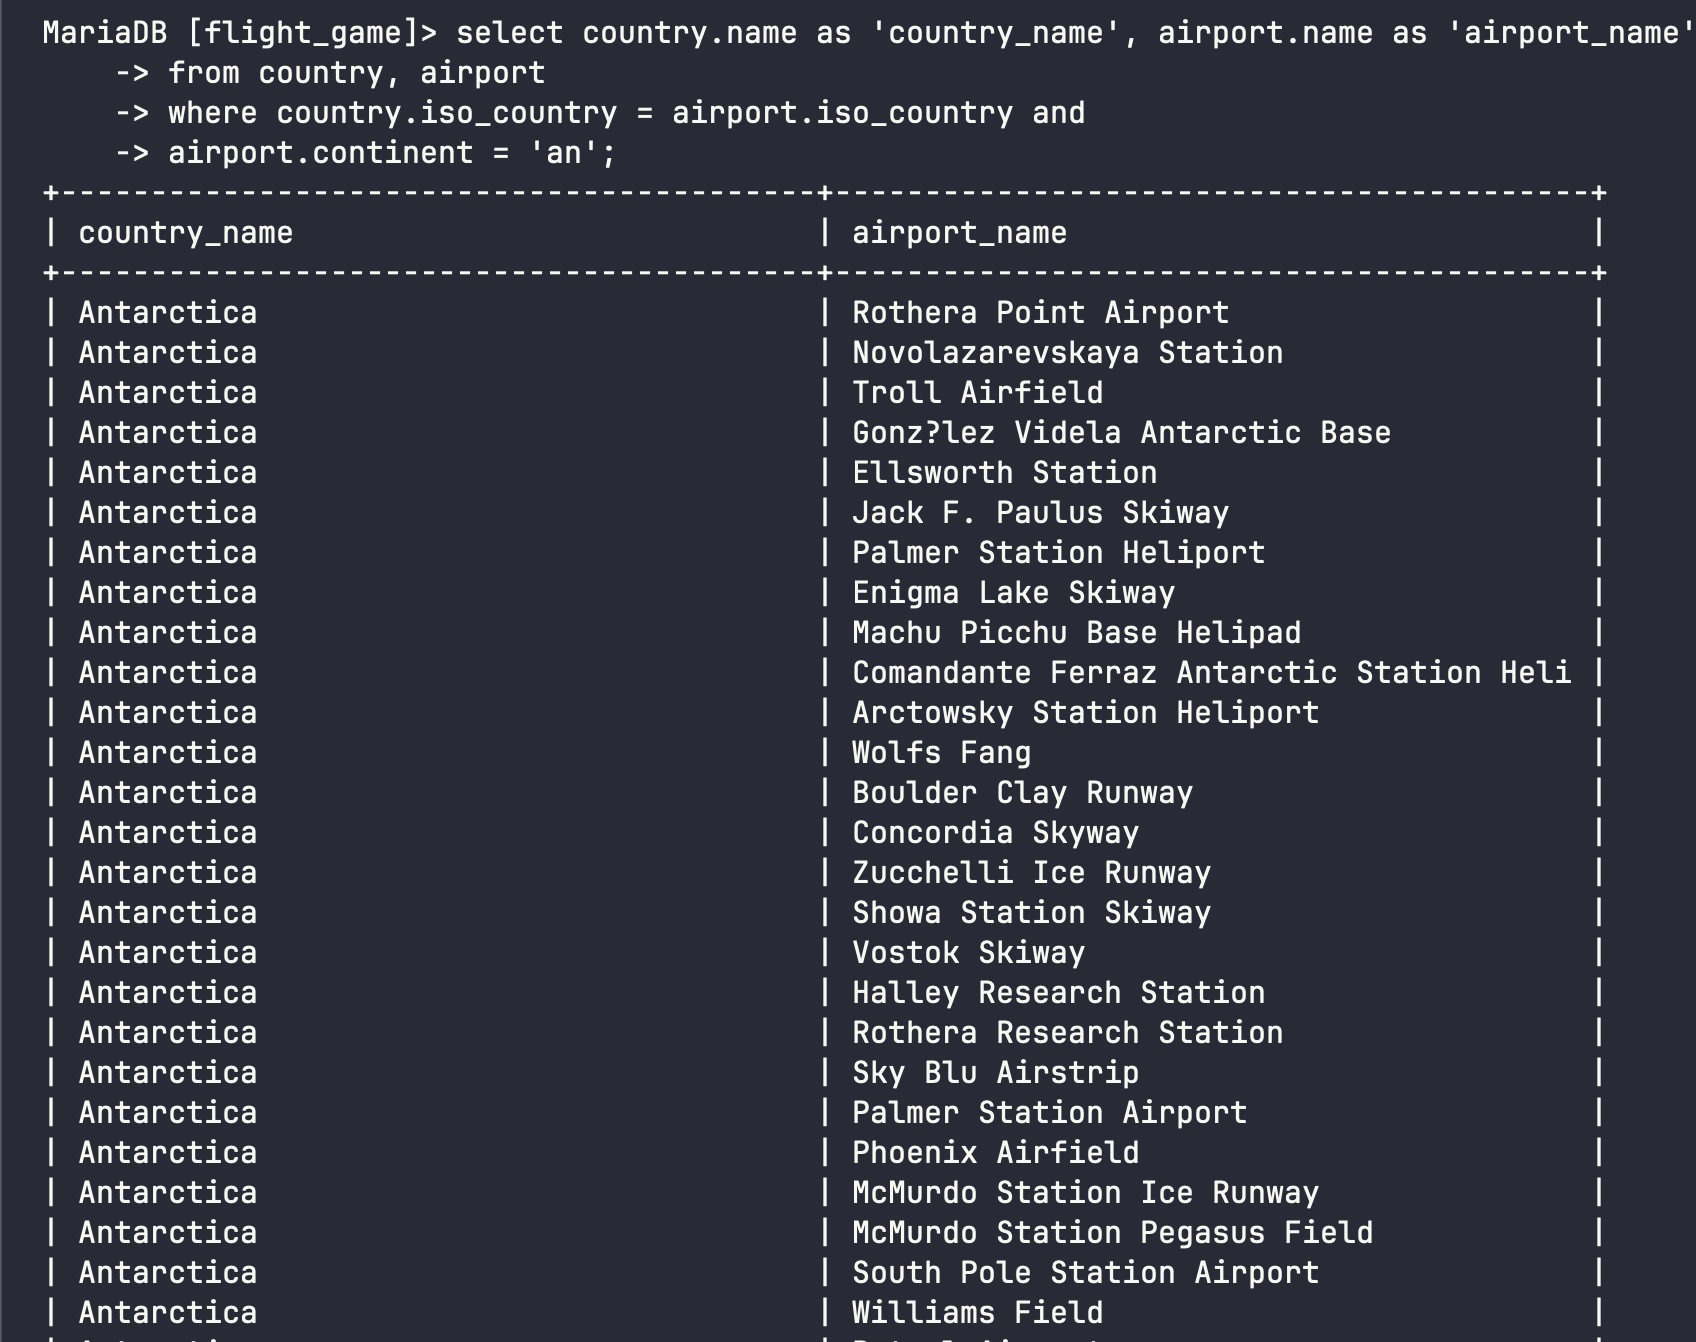 MariaDB [flight_game]> select country.name as 'country_name', airport.name as 'airport_name'
    -> from country, airport
    -> where country.iso_country = airport.iso_country and
    -> airport.continent = 'an';
+------------------------------------------+------------------------------------------+
| country_name                             | airport_name                             |
+------------------------------------------+------------------------------------------+
| Antarctica                               | Rothera Point Airport                    |
| Antarctica                               | Novolazarevskaya Station                 |
| Antarctica                               | Troll Airfield                           |
| Antarctica                               | Gonz?lez Videla Antarctic Base           |
| Antarctica                               | Ellsworth Station                        |
| Antarctica                               | Jack F. Paulus Skiway                    |
| Antarctica                               | Palmer Station Heliport                  |
| Antarctica                               | Enigma Lake Skiway                       |
| Antarctica                               | Machu Picchu Base Helipad                |
| Antarctica                               | Comandante Ferraz Antarctic Station Heli |
| Antarctica                               | Arctowsky Station Heliport               |
| Antarctica                               | Wolfs Fang                               |
| Antarctica                               | Boulder Clay Runway                      |
| Antarctica                               | Concordia Skyway                         |
| Antarctica                               | Zucchelli Ice Runway                     |
| Antarctica                               | Showa Station Skiway                     |
| Antarctica                               | Vostok Skiway                            |
| Antarctica                               | Halley Research Station                  |
| Antarctica                               | Rothera Research Station                 |
| Antarctica                               | Sky Blu Airstrip                         |
| Antarctica                               | Palmer Station Airport                   |
| Antarctica                               | Phoenix Airfield                         |
| Antarctica                               | McMurdo Station Ice Runway               |
| Antarctica                               | McMurdo Station Pegasus Field            |
| Antarctica                               | South Pole Station Airport               |
| Antarctica                               | Williams Field                           |